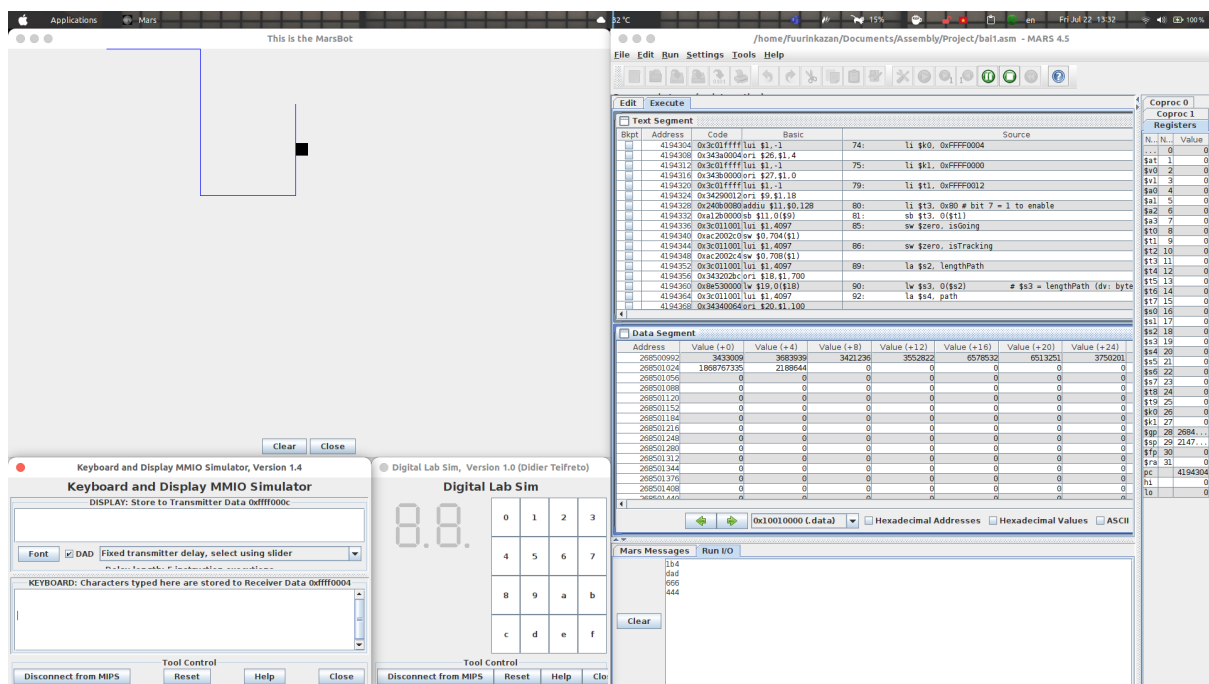 Applications Mars 82 °C 15% en Fri Jul 22 13:32 100 %
This is the MarsBot
Clear Close
Keyboard and Display MMIO Simulator, Version 1.4
Keyboard and Display MMIO Simulator
DISPLAY: Store to Transmitter Data 0xffff000c
Font DAD Fixed transmitter delay, select using slider
Delay length: 5 instruction executions
KEYBOARD: Characters typed here are stored to Receiver Data 0xffff0004
Tool Control
Disconnect from MIPS Reset Help Close
Digital Lab Sim, Version 1.0 (Didier Teifreto)
Digital Lab Sim
8.8.
0 1 2 3
4 5 6 7
8 9 a b
c d e f
Tool Control
Disconnect from MIPS Reset Help Clo
/home/fuurinkazan/Documents/Assembly/Project/bai1.asm - MARS 4.5
File Edit Run Settings Tools Help
Edit Execute
Text Segment
Bkpt Address Code Basic Source
4194304 0x3c01ffff lui $1,-1 74: li $k0, 0xFFFF0004
4194308 0x343a0004 ori $26,$1,4
4194312 0x3c01ffff lui $1,-1 75: li $k1, 0xFFFF0000
4194316 0x343b0000 ori $27,$1,0
4194320 0x3c01ffff lui $1,-1 79: li $t1, 0xFFFF0012
4194324 0x34290012 ori $9,$1,18
4194328 0x240b0080 addiu $11,$0,128 80: li $t3, 0x80 # bit 7 = 1 to enable
4194332 0xa12b0000 sb $11,0($9) 81: sb $t3, 0($t1)
4194336 0x3c011001 lui $1,4097 85: sw $zero, isGoing
4194340 0xac2002c0 sw $0,704($1)
4194344 0x3c011001 lui $1,4097 86: sw $zero, isTracking
4194348 0xac2002c4 sw $0,708($1)
4194352 0x3c011001 lui $1,4097 89: la $s2, lengthPath
4194356 0x343202bc ori $18,$1,700
4194360 0x8e530000 lw $19,0($18) 90: lw $s3, 0($s2) # $s3 = lengthPath (dv: byte
4194364 0x3c011001 lui $1,4097 92: la $s4, path
4194368 0x34340064 ori $20,$1,100
Data Segment
Address Value (+0) Value (+4) Value (+8) Value (+12) Value (+16) Value (+20) Value (+24)
268500992 3433009 3683939 3421236 3552822 6578532 6513251 3750201
268501024 1868767335 2188644 0 0 0 0 0
268501056 0 0 0 0 0 0 0
268501088 0 0 0 0 0 0 0
268501120 0 0 0 0 0 0 0
268501152 0 0 0 0 0 0 0
268501184 0 0 0 0 0 0 0
268501216 0 0 0 0 0 0 0
268501248 0 0 0 0 0 0 0
268501280 0 0 0 0 0 0 0
268501312 0 0 0 0 0 0 0
268501344 0 0 0 0 0 0 0
268501376 0 0 0 0 0 0 0
268501408 0 0 0 0 0 0 0
268501440 0 0 0 0 0 0 0
0x10010000 (.data) Hexadecimal Addresses Hexadecimal Values ASCII
Mars Messages Run I/O
1b4
dad
666
444
Clear
Coproc 0
Coproc 1
Registers
N... N... Value
... 0 0
$at 1 0
$v0 2 0
$v1 3 0
$a0 4 0
$a1 5 0
$a2 6 0
$a3 7 0
$t0 8 0
$t1 9 0
$t2 10 0
$t3 11 0
$t4 12 0
$t5 13 0
$t6 14 0
$t7 15 0
$s0 16 0
$s1 17 0
$s2 18 0
$s3 19 0
$s4 20 0
$s5 21 0
$s6 22 0
$s7 23 0
$t8 24 0
$t9 25 0
$k0 26 0
$k1 27 0
$gp 28 2684...
$sp 29 2147...
$fp 30 0
$ra 31 0
pc 4194304
hi 0
lo 0